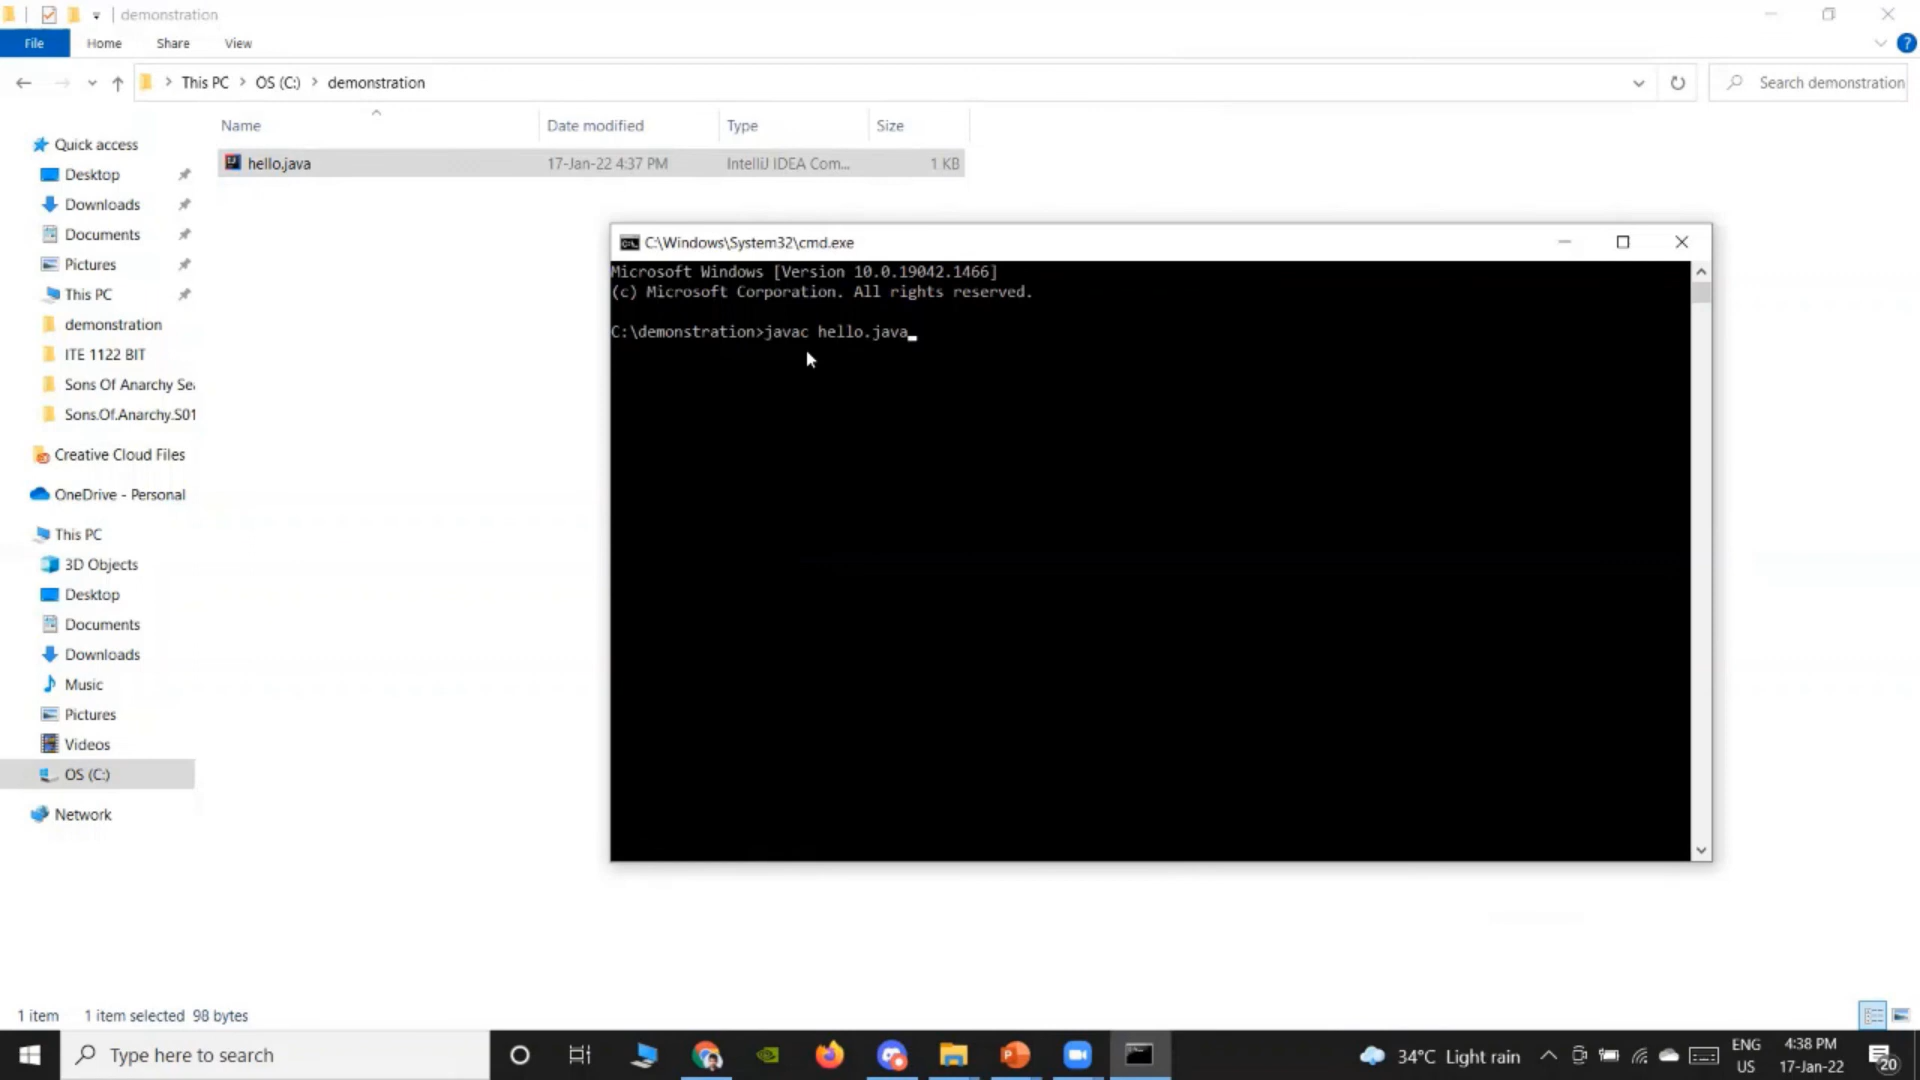 demonstration
File Home Share View
This PC OS (C:) demonstration
Search demonstration
Name Date modified Type Size
hello.java 17-Jan-22 4:37 PM IntelliJ IDEA Com... 1 KB
Quick access
Desktop
Downloads
Documents
Pictures
This PC
demonstration
ITE 1122 BIT
Sons Of Anarchy Se
Sons.Of.Anarchy.S01
Creative Cloud Files
OneDrive - Personal
This PC
3D Objects
Desktop
Documents
Downloads
Music
Pictures
Videos
OS (C:)
Network
C:\Windows\System32\cmd.exe
Microsoft Windows [Version 10.0.19042.1466]
(c) Microsoft Corporation. All rights reserved.
C:\demonstration>javac hello.java
1 item 1 item selected 98 bytes
Type here to search
34°C Light rain
ENG
US
4:38 PM
17-Jan-22
20